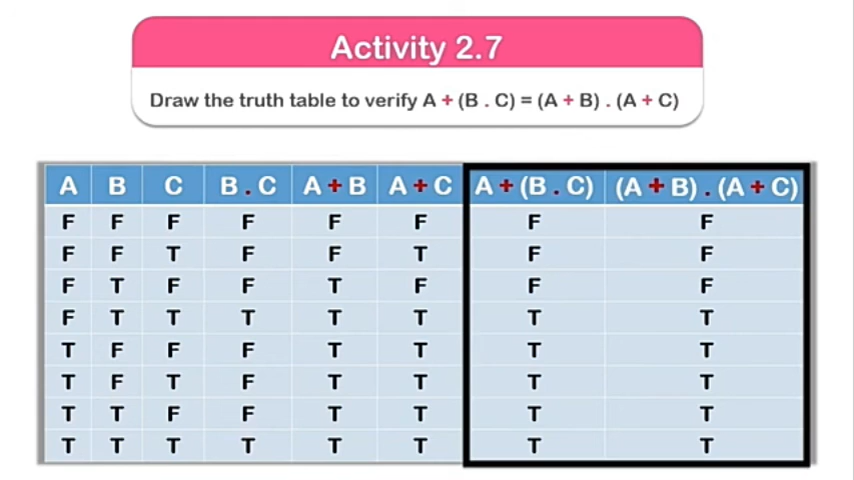 Activity 2.7
Draw the truth table to verify A + (B . C) = (A + B) . (A + C)
A B C B . C A + B A + C A + (B . C) (A + B) . (A + C)
F F F F F F F F
F F T F F T F F
F T F F T F F F
F T T T T T T T
T F F F T T T T
T F T F T T T T
T T F F T T T T
T T T T T T T T